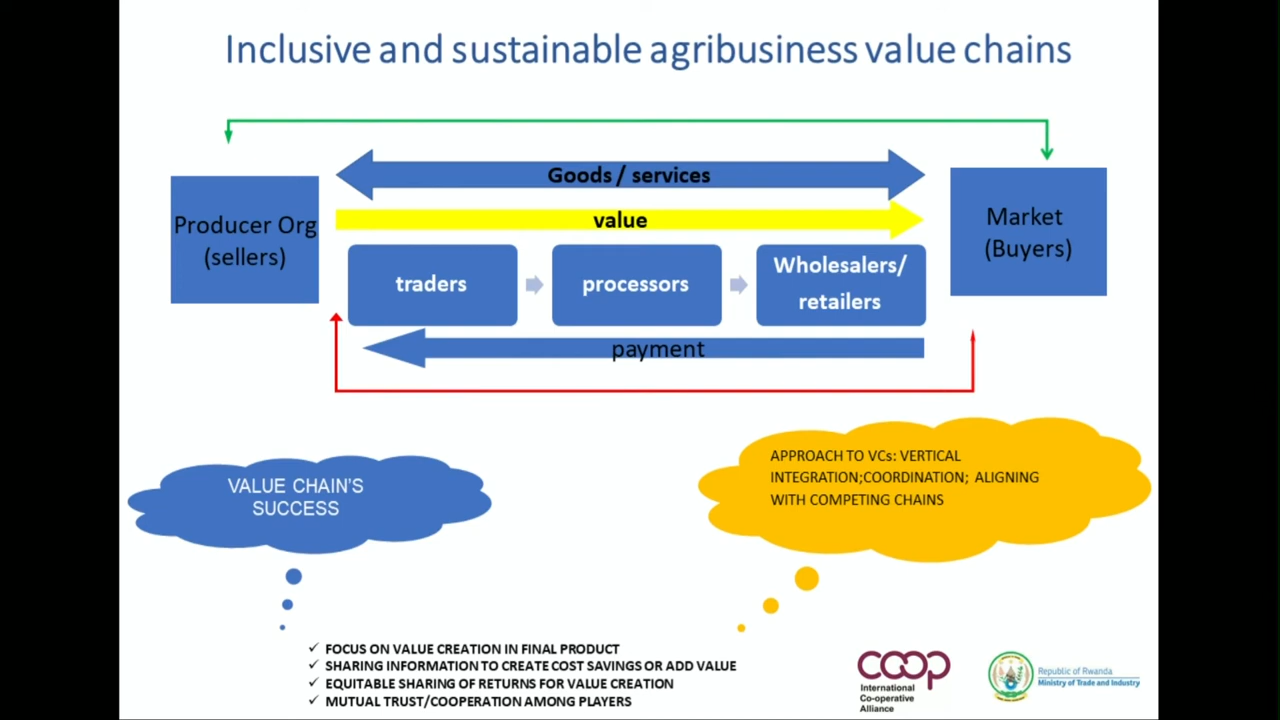 Inclusive and sustainable agribusiness value chains
Goods / services
Producer Org
(sellers)
value
Market
(Buyers)
traders
processors
Wholesalers/
retailers
payment
APPROACH TO VCs: VERTICAL
INTEGRATION;COORDINATION; ALIGNING
WITH COMPETING CHAINS
VALUE CHAIN'S
SUCCESS
✓ FOCUS ON VALUE CREATION IN FINAL PRODUCT
✓ SHARING INFORMATION TO CREATE COST SAVINGS OR ADD VALUE
✓ EQUITABLE SHARING OF RETURNS FOR VALUE CREATION
✓ MUTUAL TRUST/COOPERATION AMONG PLAYERS
coop
International
Co-operative
Alliance
Republic of Rwanda
Ministry of Trade and Industry